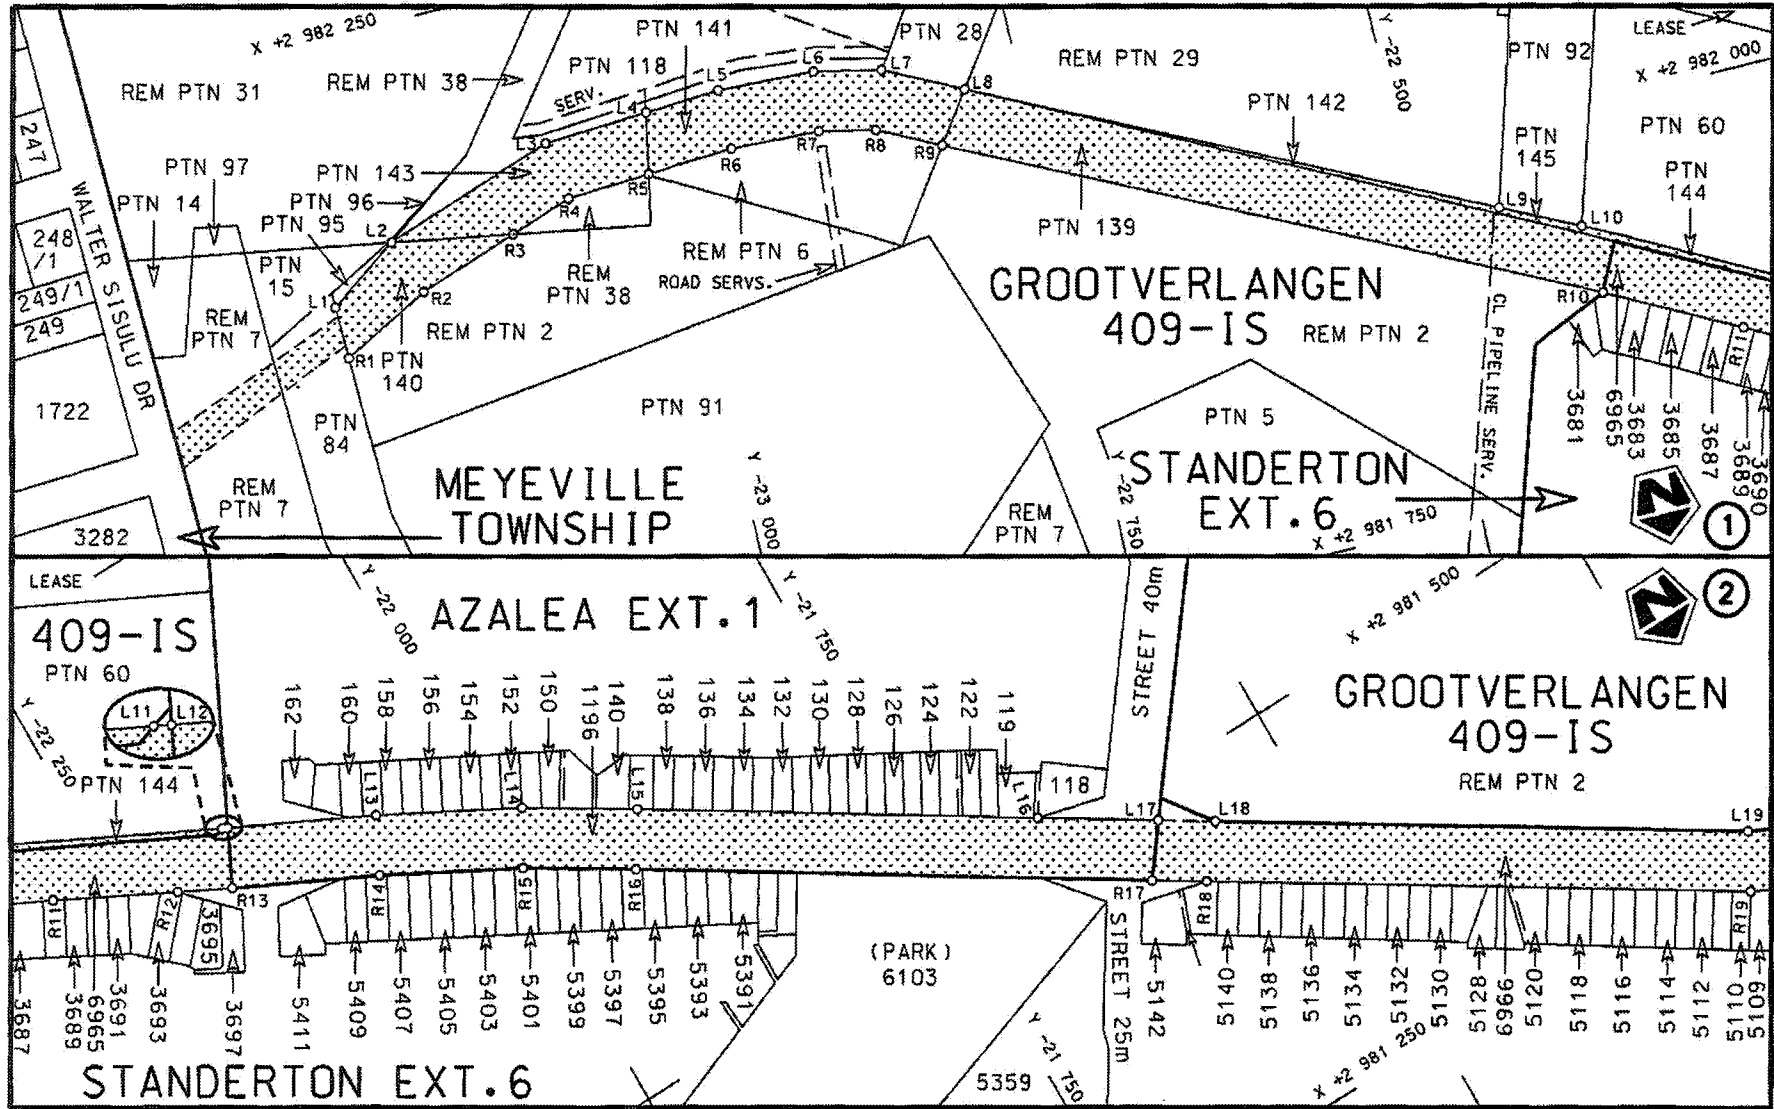 X +2 982 250
PTN 141
PTN 28
REM PTN 29
Y -22 500
PTN 92
LEASE
X +2 982 000
REM PTN 31
REM PTN 38
PTN 118
SERV.
L4
L5
L6
L7
L8
PTN 142
PTN 60
247
PTN 97
PTN 143
L3
R7
R8
R9
R6
R5
R4
PTN
145
PTN
144
WALTER SISULU DR
PTN 14
PTN 96
PTN 95
L2
R3
PTN 139
L9
L10
248
/1
PTN
15
REM
PTN 38
REM PTN 6
ROAD SERVS.
249/1
249
L1
REM
PTN 7
R2
REM PTN 2
GROOTVERLANGEN
409-IS
REM PTN 2
R10
R11
R1
PTN
140
1722
PTN
84
PTN 91
PTN 5
CL PIPELINE SERV.
3681
6965
3683
3685
3687
3689
3690
REM
PTN 7
MEYEVILLE
TOWNSHIP
Y -23 000
REM
PTN 7
Y -22 750
STANDERTON
EXT.6
X +2 981 750
3282
N
1
LEASE
409-IS
PTN 60
Y -22 000
AZALEA EXT.1
Y -21 750
STREET 40m
X +2 981 500
N
2
L11
L12
Y -22 250
PTN 144
162
160
158
156
154
152
150
1196
140
138
136
134
132
130
128
126
124
122
119
118
GROOTVERLANGEN
409-IS
REM PTN 2
L13
L14
L15
L16
L17
L18
L19
R11
R12
R13
R14
R15
R16
R17
R18
R19
3695
3687
3689
6965
3691
3693
3697
5411
5409
5407
5405
5403
5401
5399
5397
5395
5393
5391
(PARK)
6103
STREET 25m
5142
5140
5138
5136
5134
5132
5130
5128
6966
5120
5118
5116
5114
5112
5110
5109
STANDERTON EXT.6
5359
Y -21 750
X +2 981 250